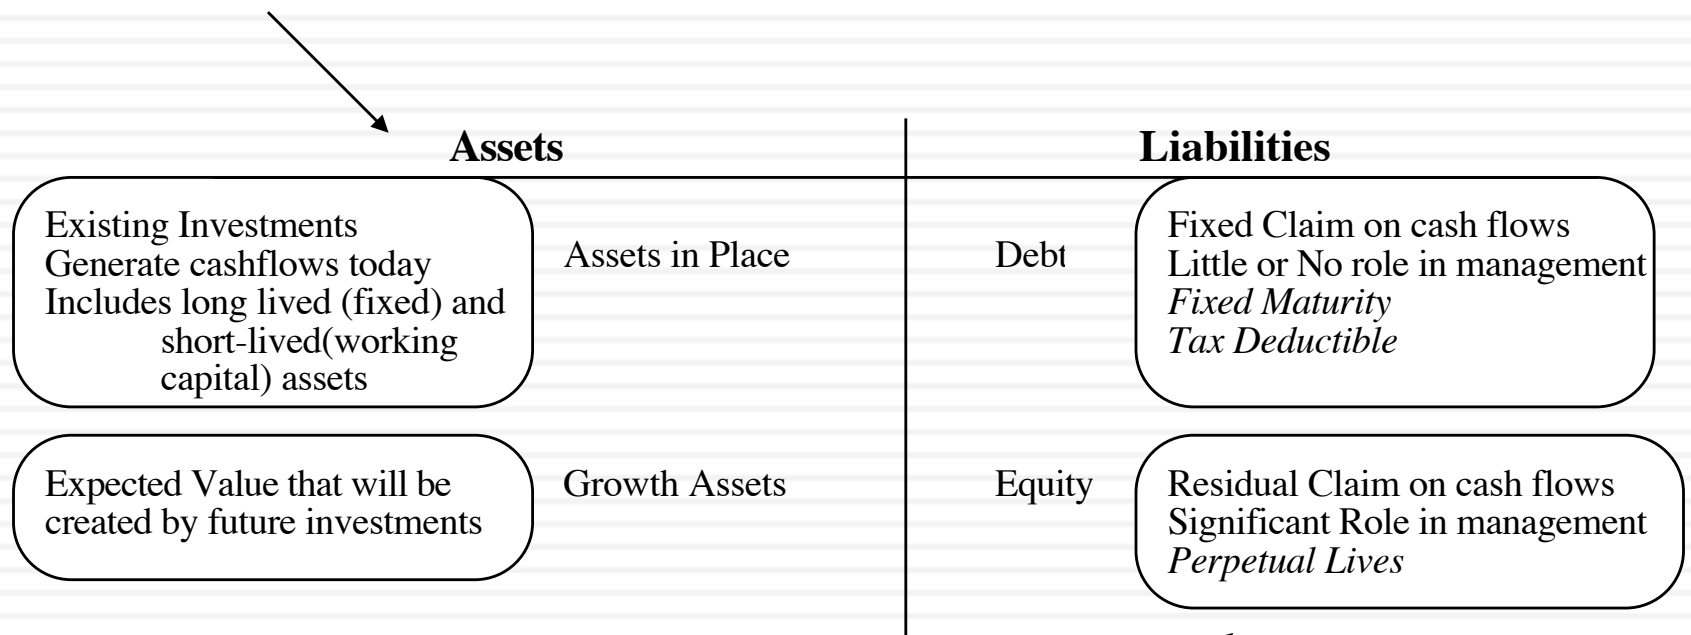 Assets
Liabilities
Existing Investments
Generate cashflows today
Includes long lived (fixed) and
short-lived(working
capital) assets
Assets in Place
Debt
Fixed Claim on cash flows
Little or No role in management
Fixed Maturity
Tax Deductible
Expected Value that will be
created by future investments
Growth Assets
Equity
Residual Claim on cash flows
Significant Role in management
Perpetual Lives